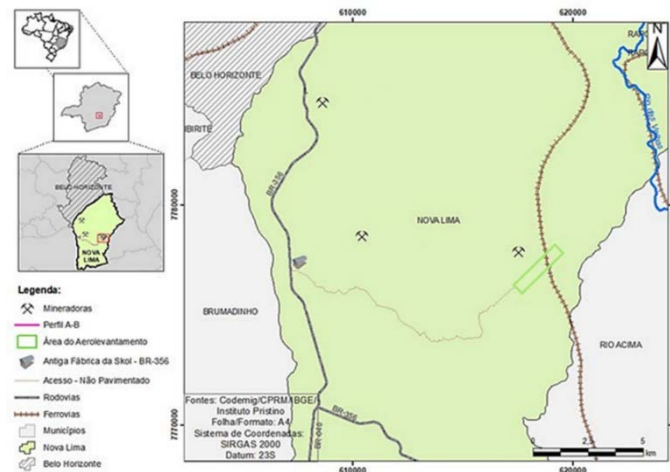 BELO HORIZONTE
NOVA
LIMA
Legenda:
Mineradoras
Perfil A-B
Área do Aerolevantamento
Antiga Fábrica da Skol - BR-356
Acesso - Não Pavimentado
Rodovias
Ferrovias
Municípios
Nova Lima
Belo Horizonte
610000
620000
7780000
7770000
BELO HORIZONTE
IBIRITÉ
BR-356
NOVA LIMA
BRUMADINHO
RIO ACIMA
Rio das Velhas
N
BR-356
BR-040
Fontes: Codemig/CPRM/IBGE/
Instituto Pristino
Folha/Formato: A4
Sistema de Coordenadas:
SIRGAS 2000
Datum: 23S
610000
620000
0
2,5
5
km